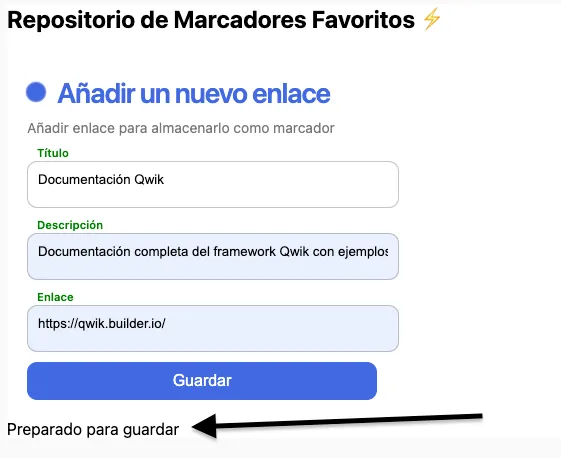 Repositorio de Marcadores Favoritos ⚡
Añadir un nuevo enlace
Añadir enlace para almacenarlo como marcador
Título
Documentación Qwik
Descripción
Documentación completa del framework Qwik con ejemplos
Enlace
https://qwik.builder.io/
Guardar
Preparado para guardar